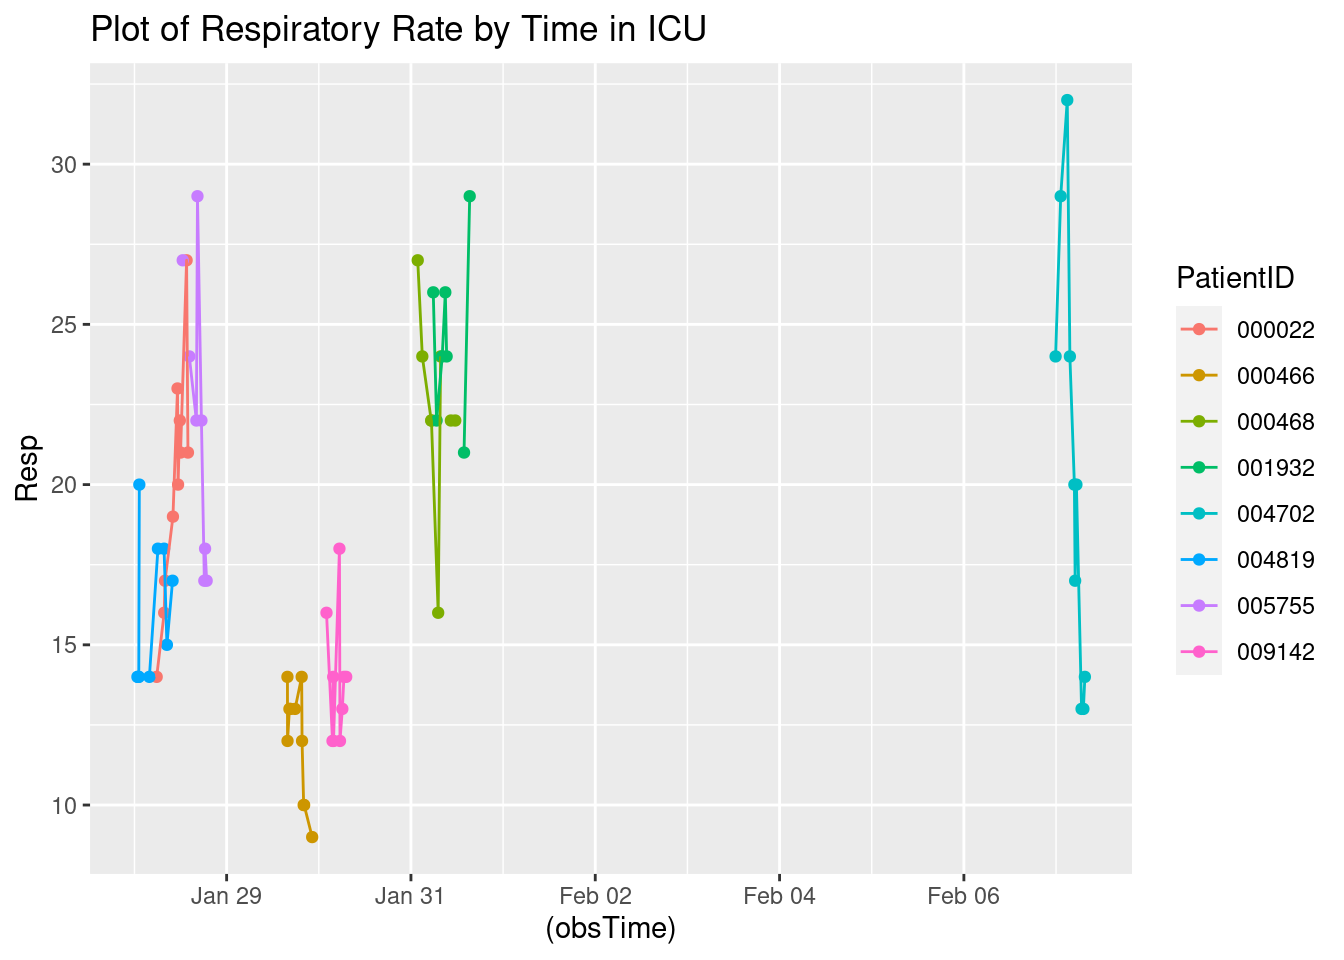 Plot of Respiratory Rate by Time in ICU
30
25
20
15
10
Resp
Jan 29 Jan 31 Feb 02 Feb 04 Feb 06
(obsTime)
PatientID
000022
000466
000468
001932
004702
004819
005755
009142